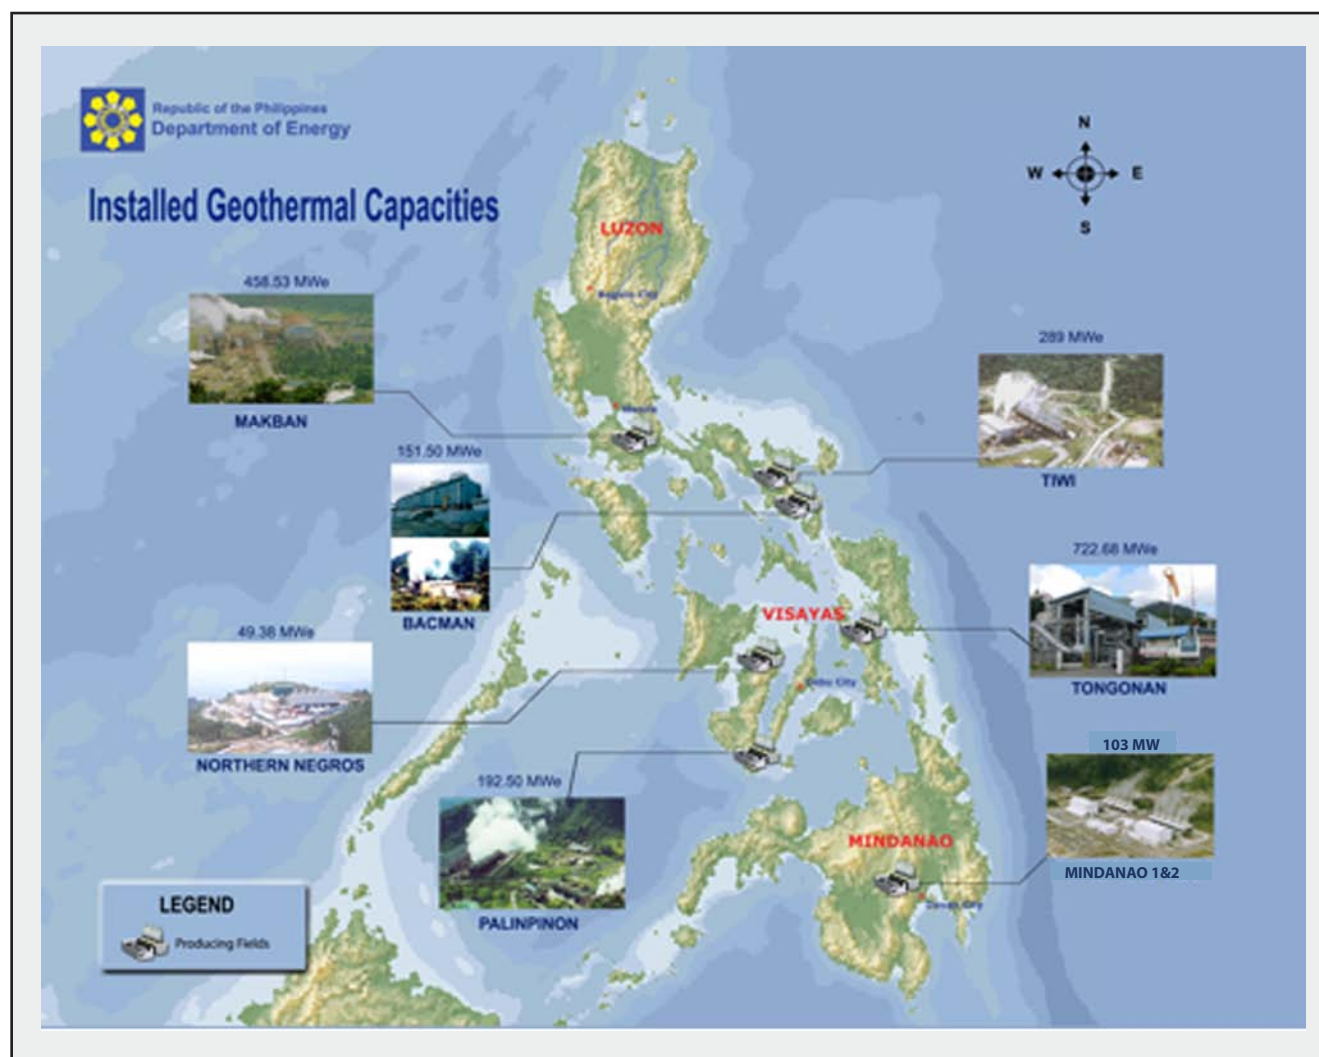 Republic of the Philippines
Department of Energy
Installed Geothermal Capacities
N
W E
S
LUZON
Baguio City
458.53 MWe
MAKBAN
289 MWe
TIWI
Manila
151.50 MWe
BACMAN
722.68 MWe
TONGONAN
VISAYAS
49.38 MWe
NORTHERN NEGROS
Cebu City
103 MW
MINDANAO 1&2
192.50 MWe
PALINPINON
MINDANAO
Davao City
LEGEND
Producing Fields